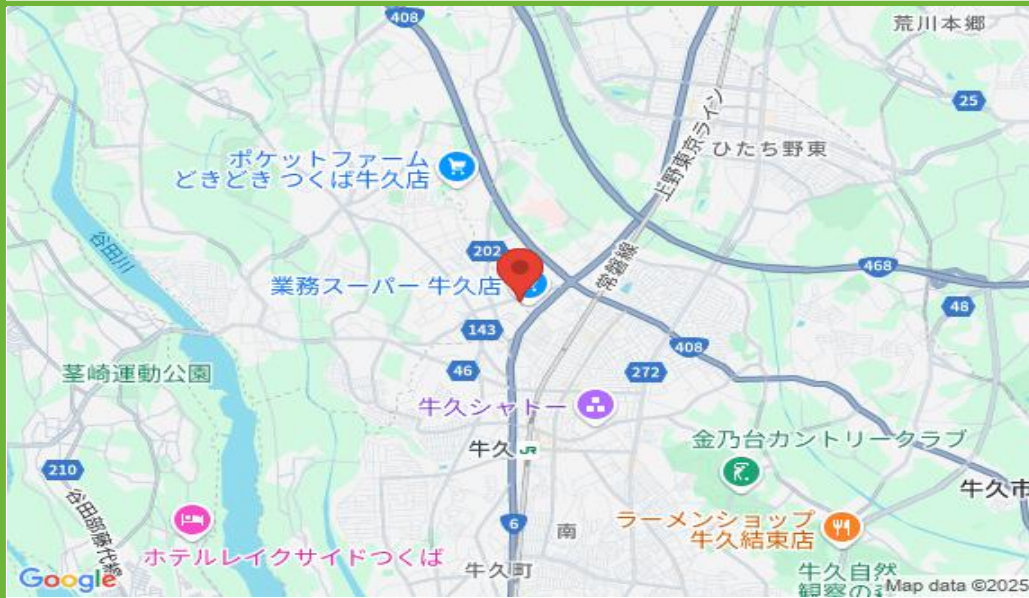 408
荒川本郷
25
上野東京ライン
ひたち野東
ポケットファーム
どきどき つくば牛久店
谷田川
202
常磐線
468
業務スーパー 牛久店
48
143
408
茎崎運動公園
46
272
牛久シャトー
牛久
JR
金乃台カントリークラブ
210
牛久市
谷田部藤代線
6
南
ラーメンショップ
牛久結束店
ホテルレイクサイドつくば
牛久町
牛久自然
観察の森
Google
Map data ©2025